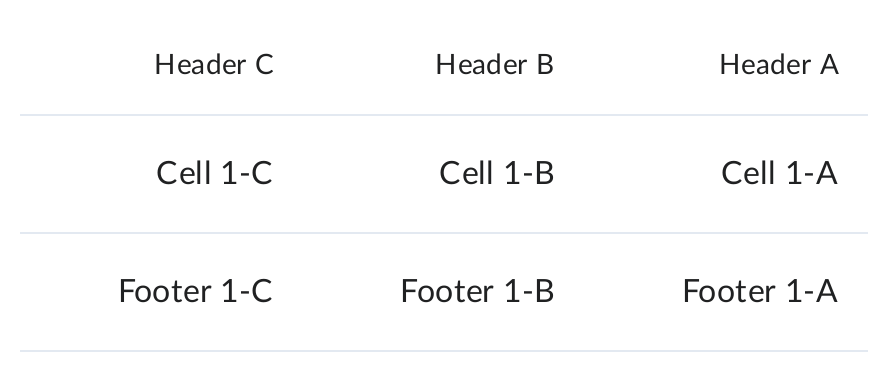 Header C Header B Header A
Cell 1-C Cell 1-B Cell 1-A
Footer 1-C Footer 1-B Footer 1-A